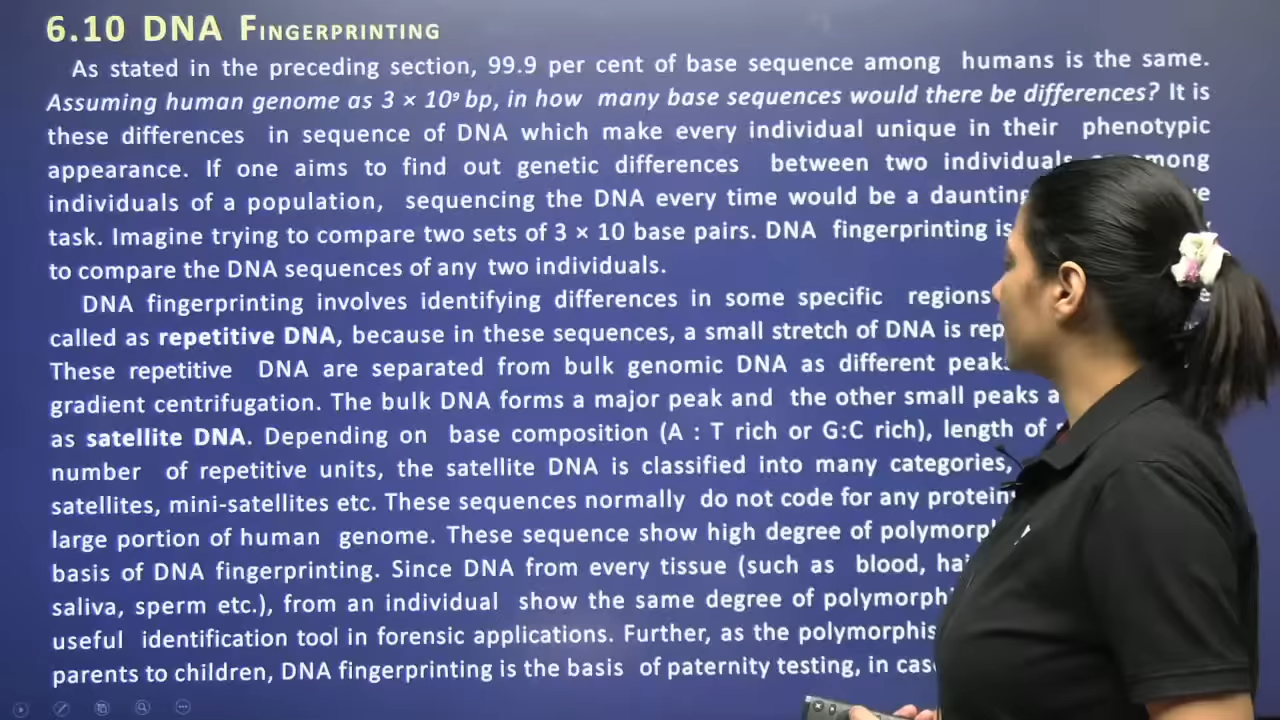 6.10 DNA FINGERPRINTING
As stated in the preceding section, 99.9 per cent of base sequence among humans is the same.
Assuming human genome as 3 × 10⁹ bp, in how many base sequences would there be differences? It is
these differences in sequence of DNA which make every individual unique in their phenotypic
appearance. If one aims to find out genetic differences between two individuals among
individuals of a population, sequencing the DNA every time would be a daunting
task. Imagine trying to compare two sets of 3 × 10 base pairs. DNA fingerprinting is
to compare the DNA sequences of any two individuals.
DNA fingerprinting involves identifying differences in some specific regions
called as repetitive DNA, because in these sequences, a small stretch of DNA is
These repetitive DNA are separated from bulk genomic DNA as different
gradient centrifugation. The bulk DNA forms a major peak and the other small peaks
as satellite DNA. Depending on base composition (A : T rich or G:C rich), length of
number of repetitive units, the satellite DNA is classified into many categories,
satellites, mini-satellites etc. These sequences normally do not code for any
large portion of human genome. These sequence show high degree of
basis of DNA fingerprinting. Since DNA from every tissue (such as blood,
saliva, sperm etc.), from an individual show the same degree of
useful identification tool in forensic applications. Further, as the
parents to children, DNA fingerprinting is the basis of paternity testing, in